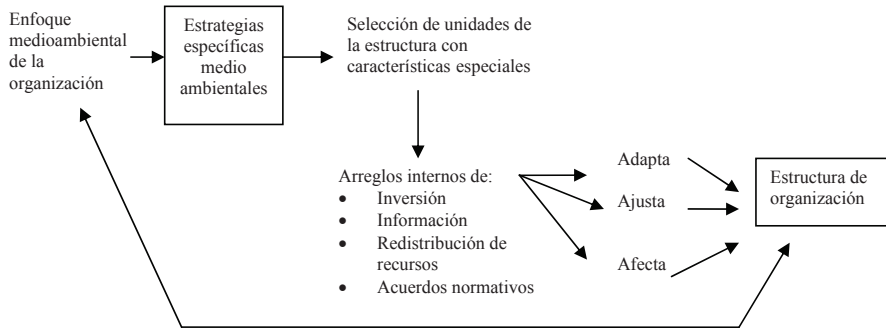 Enfoque
medioambiental
de la
organización
Estrategias
específicas
medio
ambientales
Selección de unidades de
la estructura con
características especiales
Arreglos internos de:
• Inversión
• Información
• Redistribución de
recursos
• Acuerdos normativos
Adapta
Ajusta
Afecta
Estructura de
organización